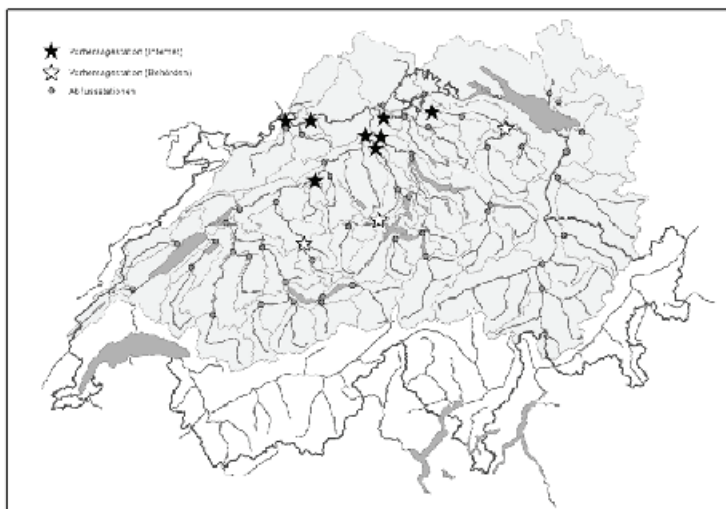 Vorhersagestation (Internet)
Vorhersagestation (Behörden)
Abflussstationen